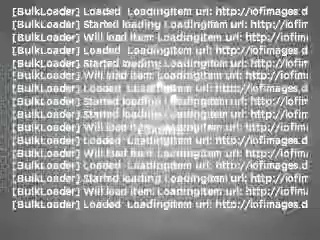 [BulkLoader] Loaded LoadingItem url: http://iofimages.d
[BulkLoader] Started loading LoadingItem url: http://iofim
[BulkLoader] Will load item: LoadingItem url: http://iofim
[BulkLoader] Loaded LoadingItem url: http://iofimages.d
[BulkLoader] Started loading LoadingItem url: http://iofim
[BulkLoader] Will load item: LoadingItem url: http://iofim
[BulkLoader] Loaded LoadingItem url: http://iofimages.d
[BulkLoader] Started loading LoadingItem url: http://iofim
[BulkLoader] Started loading LoadingItem url: http://iofim
[BulkLoader] Will load item: LoadingItem url: http://iofim
[BulkLoader] Loaded LoadingItem url: http://iofimages.d
[BulkLoader] Will load item: LoadingItem url: http://iofim
[BulkLoader] Loaded LoadingItem url: http://iofimages.d
[BulkLoader] Started loading LoadingItem url: http://iofim
[BulkLoader] Will load item: LoadingItem url: http://iofim
[BulkLoader] Loaded LoadingItem url: http://iofimages.d